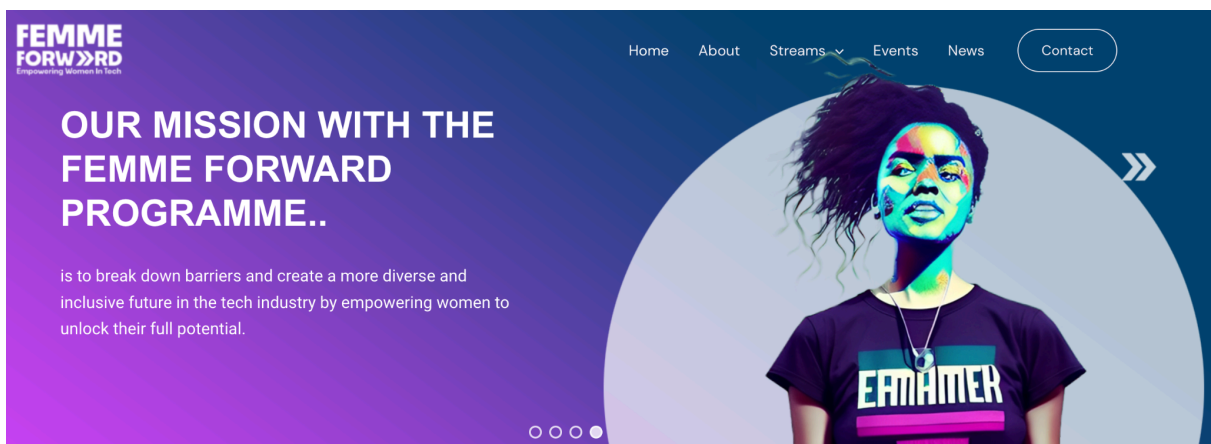 FEMME
FORW»RD
Empowering Women In Tech
Home About Streams Events News Contact
OUR MISSION WITH THE
FEMME FORWARD
PROGRAMME..
is to break down barriers and create a more diverse and
inclusive future in the tech industry by empowering women to
unlock their full potential.